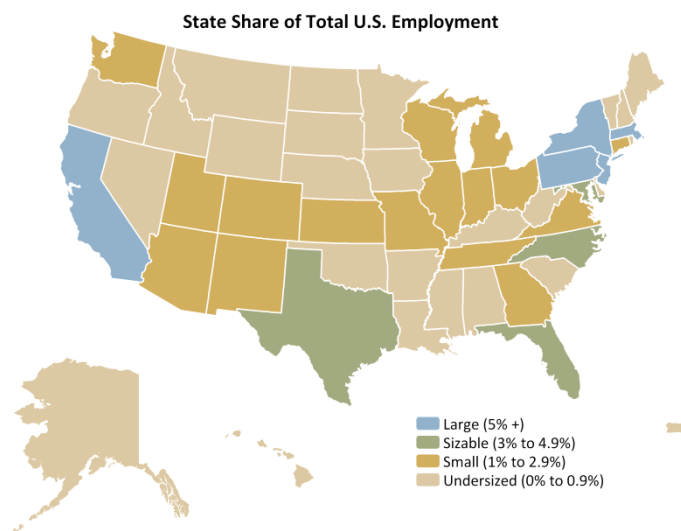 State Share of Total U.S. Employment
Large (5% +)
Sizable (3% to 4.9%)
Small (1% to 2.9%)
Undersized (0% to 0.9%)